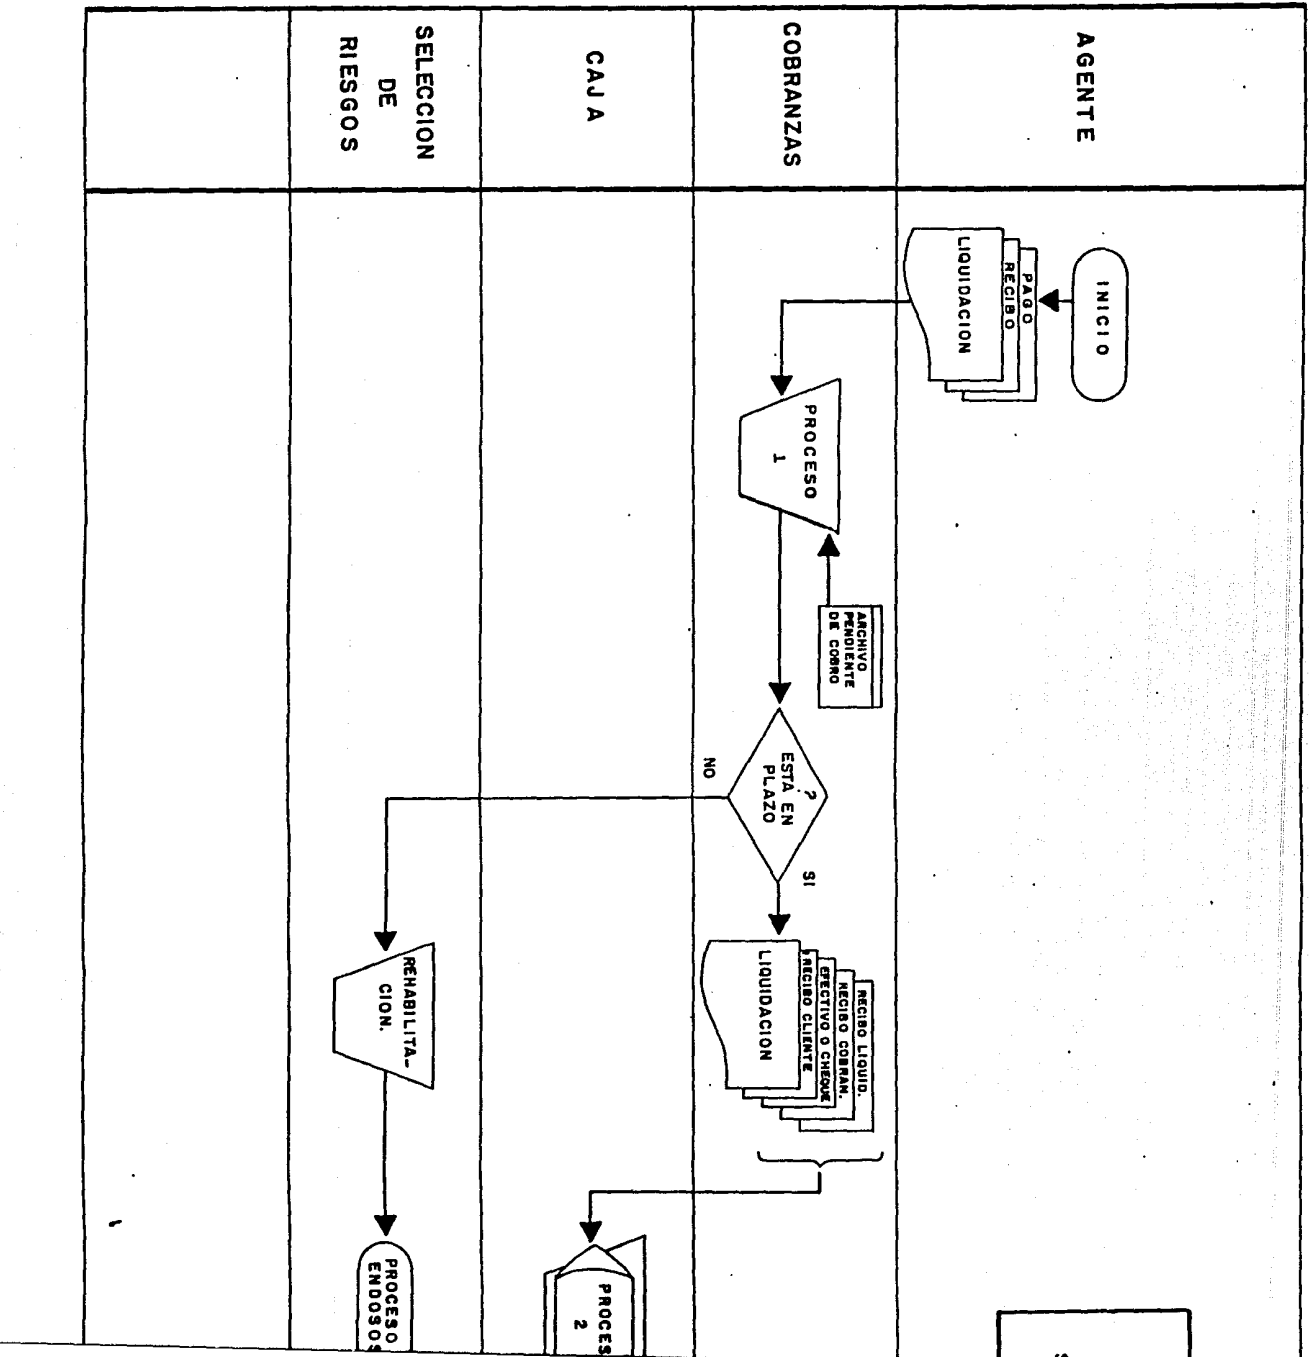 AGENTE
COBRANZAS
CAJA
SELECCION
DE
RIESGOS
INICIO
PAGO
RECIBO
LIQUIDACION
PROCESO
1
ARCHIVO
PENDIENTE
DE COBRO
?
ESTA EN
PLAZO
NO
SI
RECIBO LIQUID.
RECIBO COBRAN.
EFECTIVO O CHEQUE
RECIBO CLIENTE
LIQUIDACION
REHABILITA-
CION.
PROCESO
ENDOSOS
PROCES
2
S